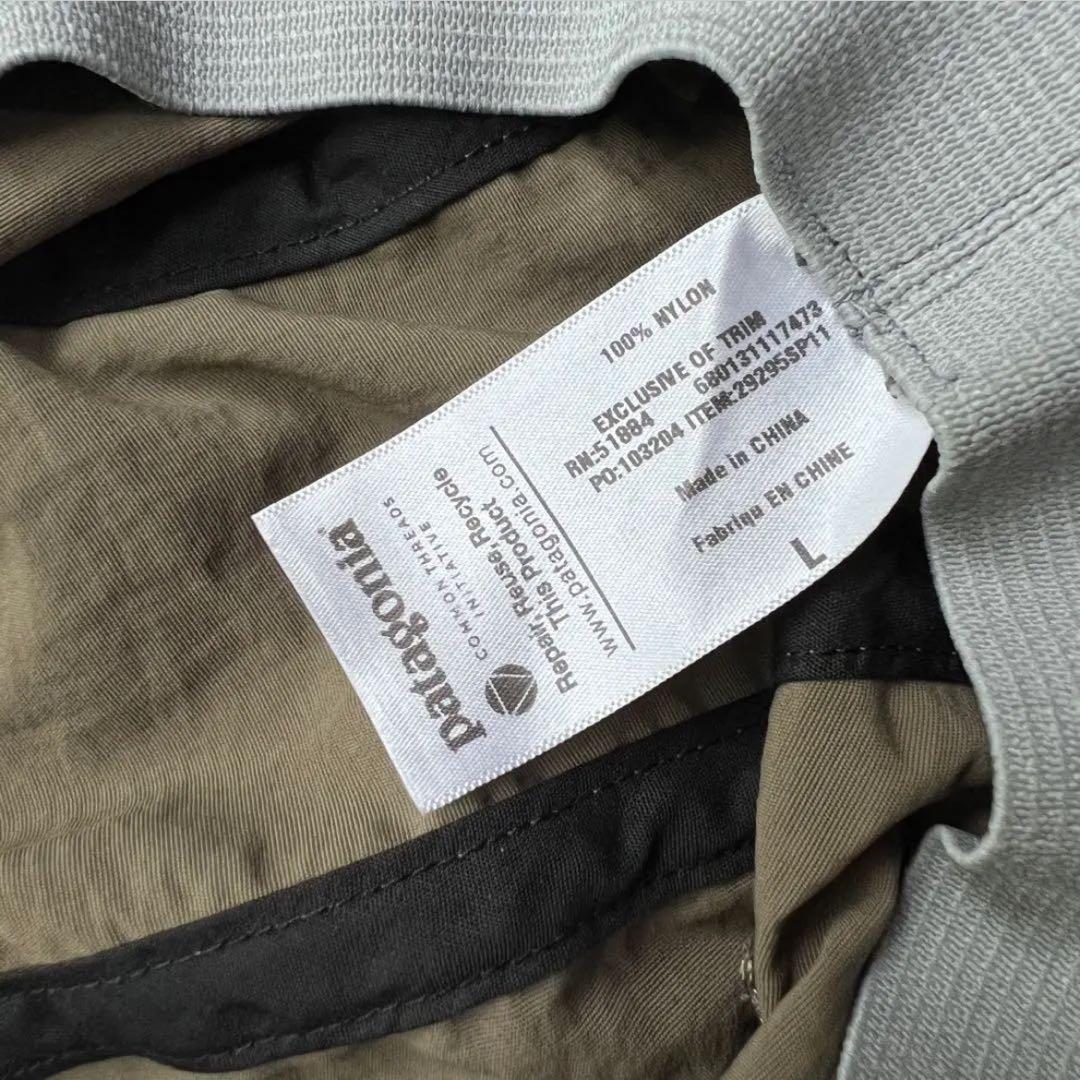 100% NYLON
EXCLUSIVE OF TRIM
RN:51884 680131117473
PO:103204 ITEM:29295SP11
Made in CHINA
Fabriqu EN CHINE
L
patagonia®
COMMON THREADS
INITIATIVE
Repair, Reuse, Recycle
This Product
www.patagonia.com